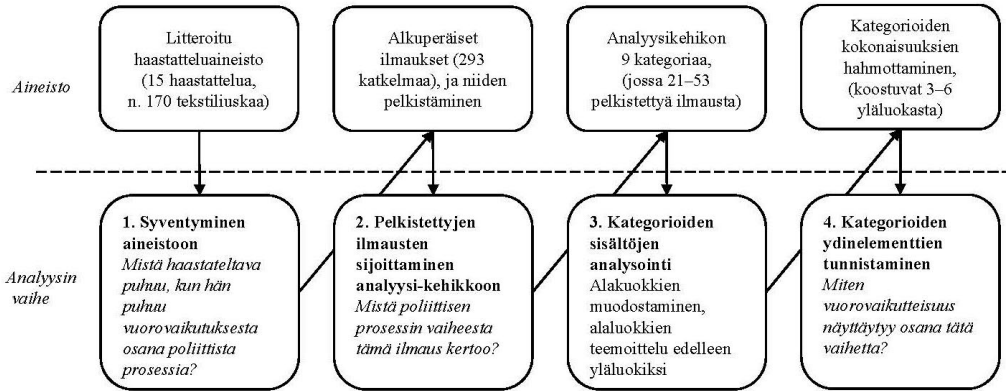 Aineisto
Litteroitu
haastatteluaineisto
(15 haastattelua,
n. 170 tekstiliuskaa)
Alkuperäiset
ilmaukset (293
katkelmaa), ja niiden
pelkistäminen
Analyysikehikon
9 kategoriaa,
(jossa 21–53
pelkistettyä ilmausta)
Kategorioiden
kokonaisuuksien
hahmottaminen,
(koostuvat 3–6
yläluokasta)
Analyysin
vaihe
1. Syventyminen
aineistoon
Mistä haastateltava
puhuu, kun hän
puhuu
vuorovaikutuksesta
osana poliittista
prosessia?
2. Pelkistettyjen
ilmausten
sijoittaminen
analyysi-kehikkoon
Mistä poliittisen
prosessin vaiheesta
tämä ilmaus kertoo?
3. Kategorioiden
sisältöjen
analysointi
Alakuokkien
muodostaminen,
alaluokkien
teemoittelu edelleen
yläluokiksi
4. Kategorioiden
ydinelementtien
tunnistaminen
Miten
vuorovaikutteisuus
näyttäytyy osana tätä
vaihetta?